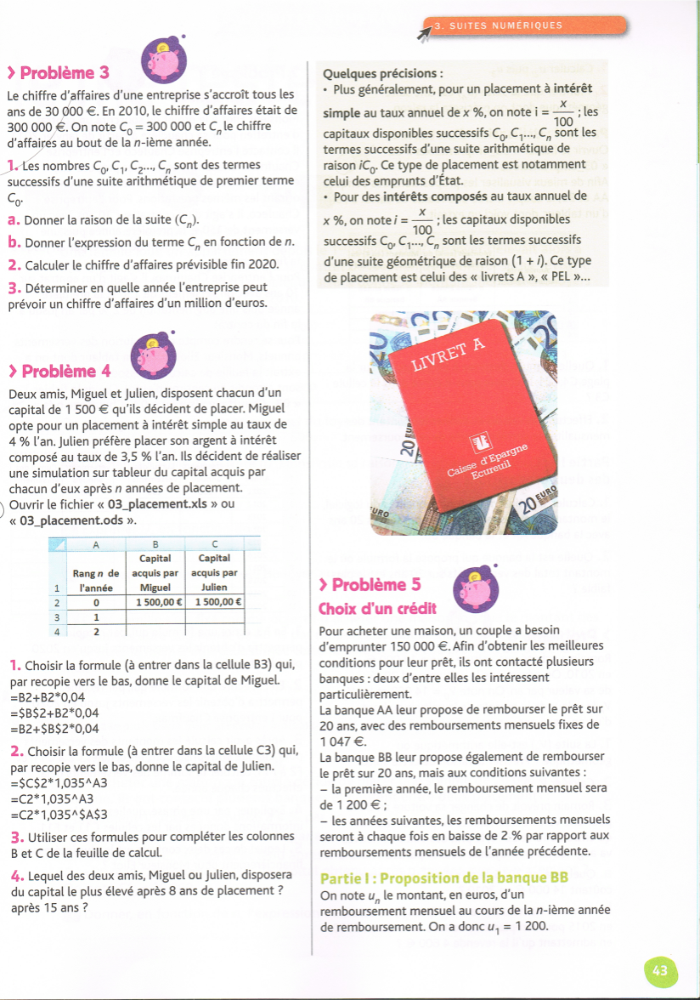 3. SUITES NUMÉRIQUES
› Problème 3
Le chiffre d'affaires d'une entreprise s'accroît tous les
ans de 30 000 €. En 2010, le chiffre d'affaires était de
300 000 €. On note C₀ = 300 000 et Cₙ le chiffre
d'affaires au bout de la n-ième année.
1. Les nombres C₀, C₁, C₂..., Cₙ sont des termes
successifs d'une suite arithmétique de premier terme
C₀.
a. Donner la raison de la suite (Cₙ).
b. Donner l'expression du terme Cₙ en fonction de n.
2. Calculer le chiffre d'affaires prévisible fin 2020.
3. Déterminer en quelle année l'entreprise peut
prévoir un chiffre d'affaires d'un million d'euros.
› Problème 4
Deux amis, Miguel et Julien, disposent chacun d'un
capital de 1 500 € qu'ils décident de placer. Miguel
opte pour un placement à intérêt simple au taux de
4 % l'an. Julien préfère placer son argent à intérêt
composé au taux de 3,5 % l'an. Ils décident de réaliser
une simulation sur tableur du capital acquis par
chacun d'eux après n années de placement.
Ouvrir le fichier « 03_placement.xls » ou
« 03_placement.ods ».
A B C
Capital Capital
Rang n de acquis par acquis par
1 l'année Miguel Julien
2 0 1 500,00 € 1 500,00 €
3 1
4 2
1. Choisir la formule (à entrer dans la cellule B3) qui,
par recopie vers le bas, donne le capital de Miguel.
=B2+B2*0,04
=$B$2+B2*0,04
=B2+$B$2*0,04
2. Choisir la formule (à entrer dans la cellule C3) qui,
par recopie vers le bas, donne le capital de Julien.
=$C$2*1,035^A3
=C2*1,035^A3
=C2*1,035^$A$3
3. Utiliser ces formules pour compléter les colonnes
B et C de la feuille de calcul.
4. Lequel des deux amis, Miguel ou Julien, disposera
du capital le plus élevé après 8 ans de placement ?
après 15 ans ?
Quelques précisions :
• Plus généralement, pour un placement à intérêt
simple au taux annuel de x %, on note i = x/100 ; les
capitaux disponibles successifs C₀, C₁..., Cₙ sont les
termes successifs d'une suite arithmétique de
raison iC₀. Ce type de placement est notamment
celui des emprunts d'État.
• Pour des intérêts composés au taux annuel de
x %, on note i = x/100 ; les capitaux disponibles
successifs C₀, C₁..., Cₙ sont les termes successifs
d'une suite géométrique de raison (1 + i). Ce type
de placement est celui des « livrets A », « PEL »...
LIVRET A
Caisse d'Epargne
Ecureuil
20
20
20
20 EURO
EURO
› Problème 5
Choix d'un crédit
Pour acheter une maison, un couple a besoin
d'emprunter 150 000 €. Afin d'obtenir les meilleures
conditions pour leur prêt, ils ont contacté plusieurs
banques : deux d'entre elles les intéressent
particulièrement.
La banque AA leur propose de rembourser le prêt sur
20 ans, avec des remboursements mensuels fixes de
1 047 €.
La banque BB leur propose également de rembourser
le prêt sur 20 ans, mais aux conditions suivantes :
– la première année, le remboursement mensuel sera
de 1 200 € ;
– les années suivantes, les remboursements mensuels
seront à chaque fois en baisse de 2 % par rapport aux
remboursements mensuels de l'année précédente.
Partie I : Proposition de la banque BB
On note uₙ le montant, en euros, d'un
remboursement mensuel au cours de la n-ième année
de remboursement. On a donc u₁ = 1 200.
43